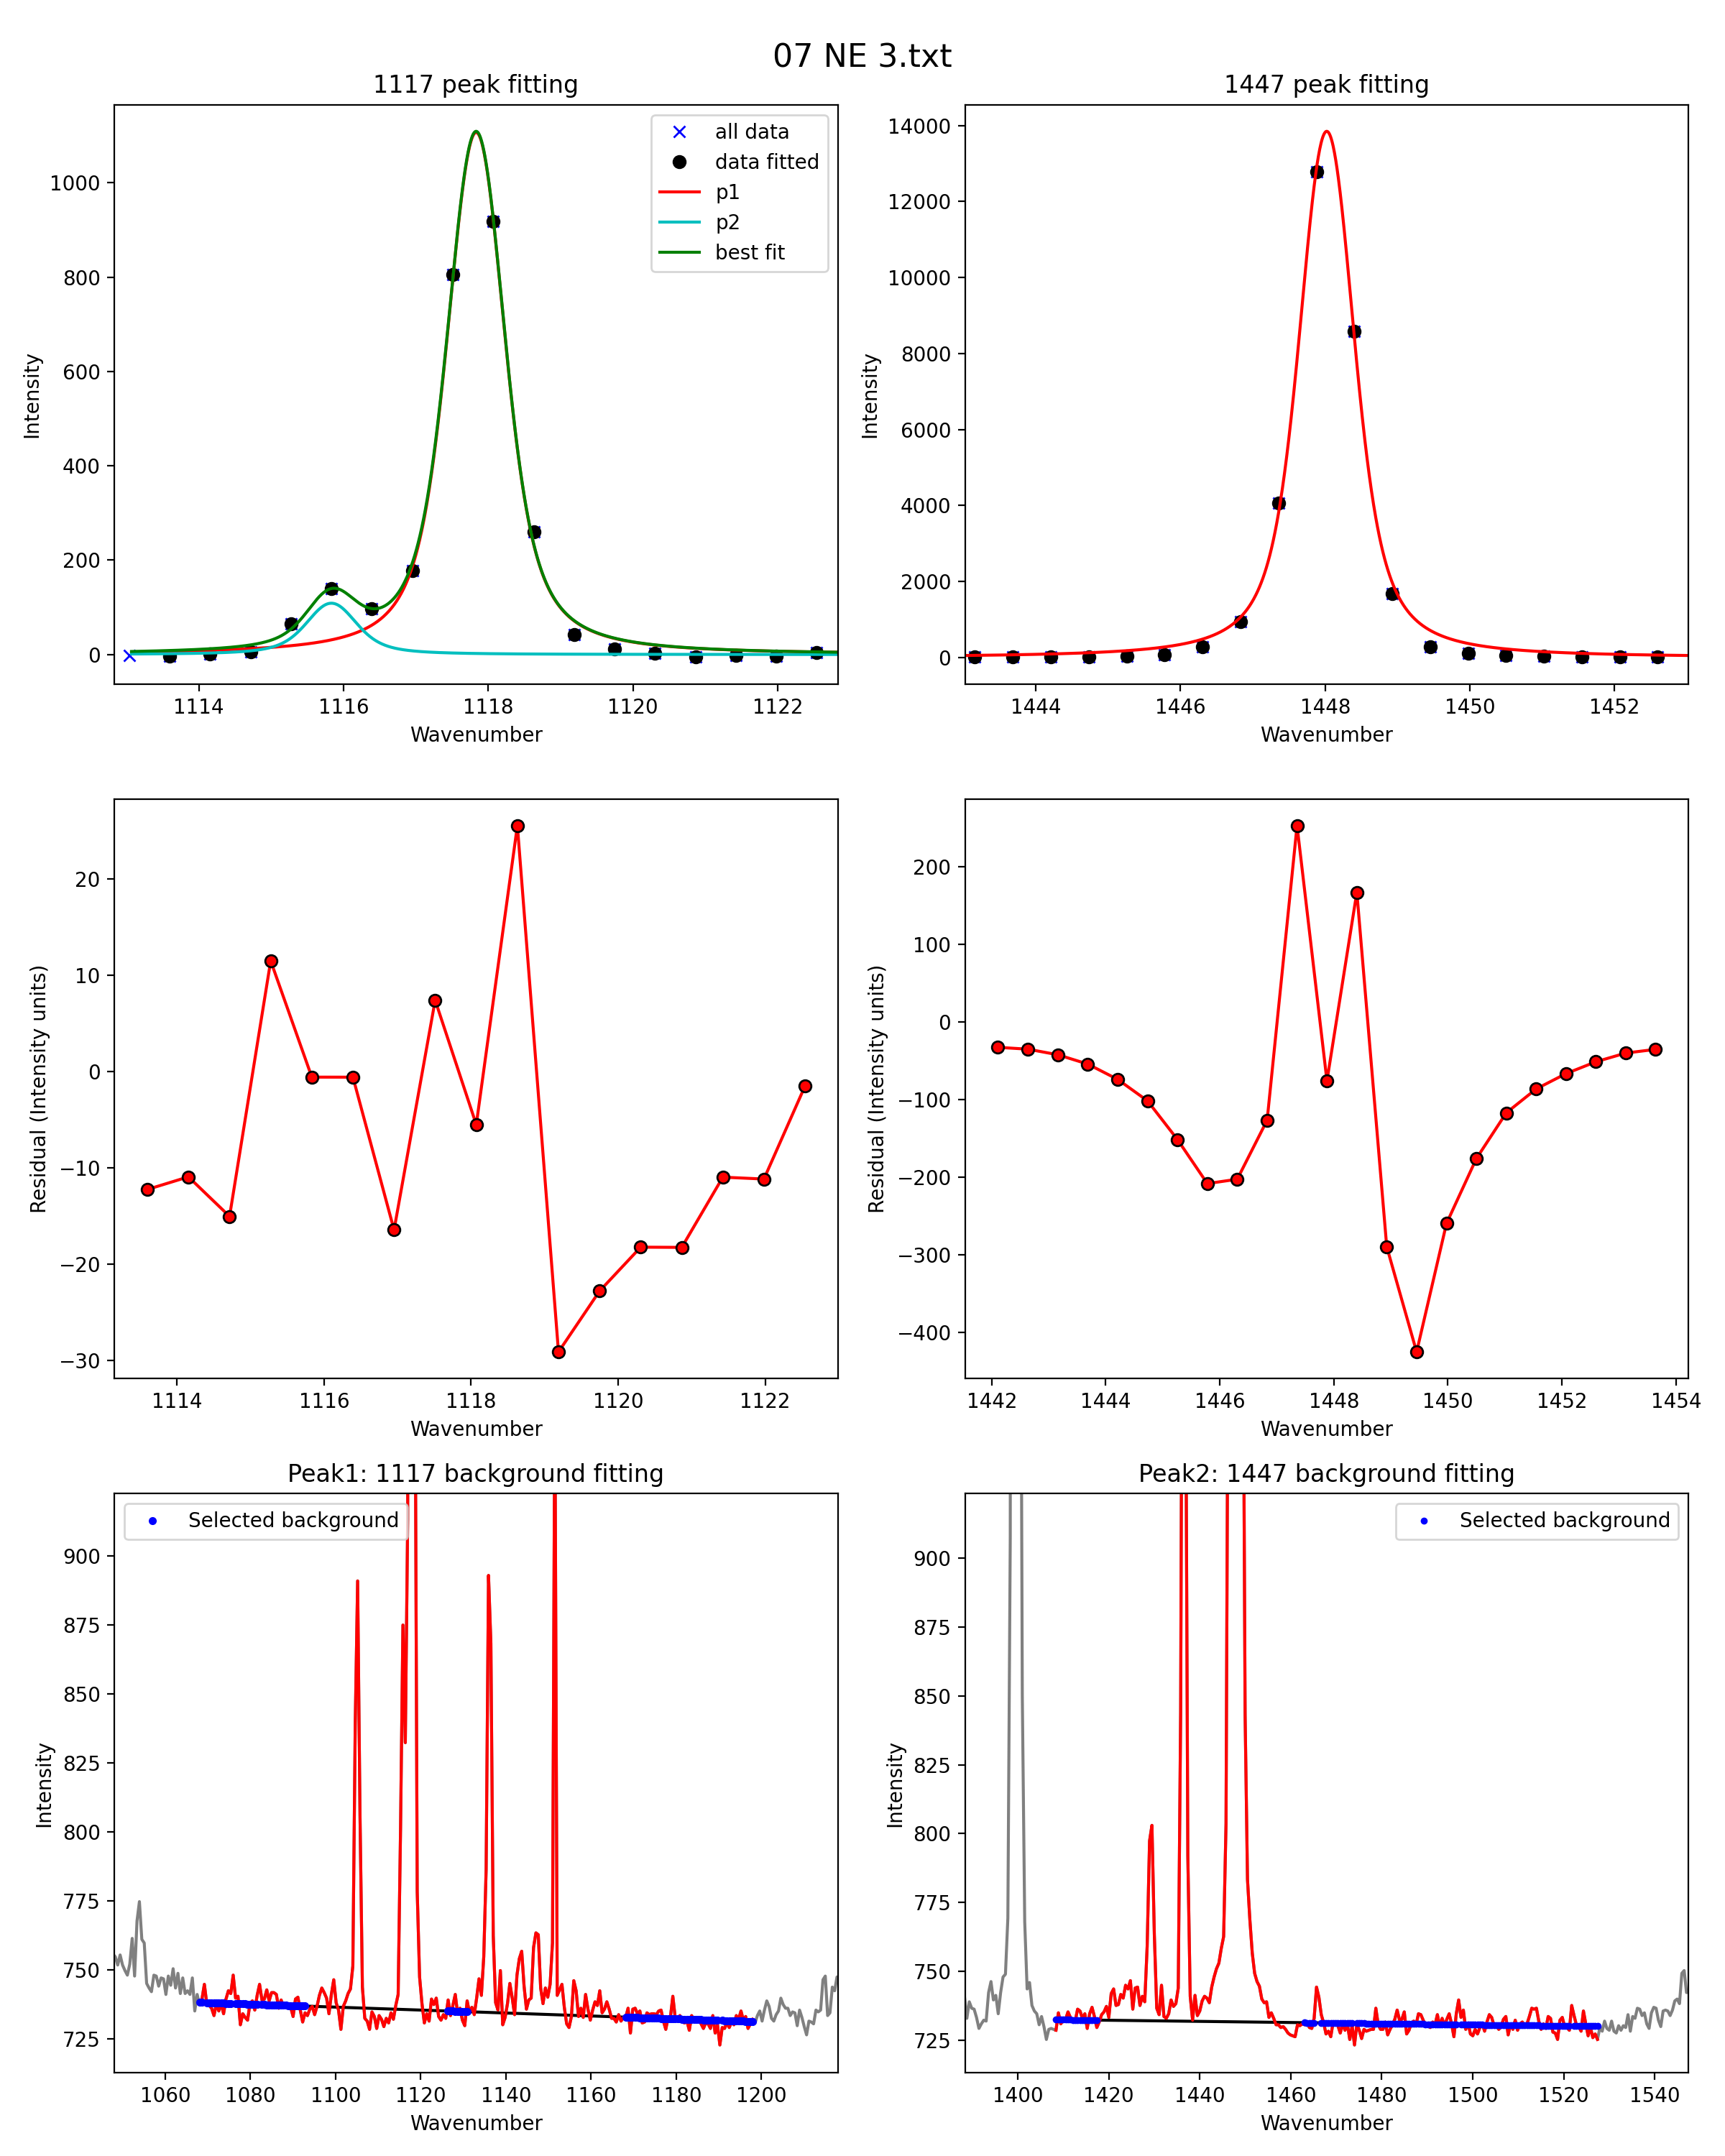 07 NE 3.txt
1117 peak fitting
1447 peak fitting
all data
data fitted
p1
p2
best fit
Intensity
1000
800
600
400
200
0
1114 1116 1118 1120 1122
Wavenumber
Intensity
14000
12000
10000
8000
6000
4000
2000
0
1444 1446 1448 1450 1452
Wavenumber
Residual (Intensity units)
20
10
0
−10
−20
−30
1114 1116 1118 1120 1122
Wavenumber
Residual (Intensity units)
200
100
0
−100
−200
−300
−400
1442 1444 1446 1448 1450 1452 1454
Wavenumber
Peak1: 1117 background fitting
Selected background
Intensity
900
875
850
825
800
775
750
725
1060 1080 1100 1120 1140 1160 1180 1200
Wavenumber
Peak2: 1447 background fitting
Selected background
Intensity
900
875
850
825
800
775
750
725
1400 1420 1440 1460 1480 1500 1520 1540
Wavenumber